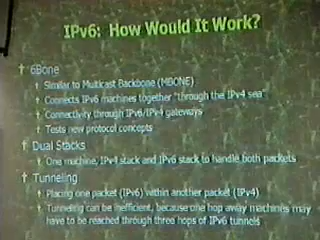 IPv6: How Would It Work?
6Bone
Similar to Multicast Backbone (MBONE)
Connects IPv6 machines together "through the IPv4 sea"
Connectivity through IPv6/IPv4 gateways
Tests new protocol concepts
Dual Stacks
One machine, IPv4 stack and IPv6 stack to handle both packets
Tunneling
Placing one packet (IPv6) within another packet (IPv4)
Tunneling can be inefficient, because one hop away machines may
have to be reached through three hops of IPv6 tunnels